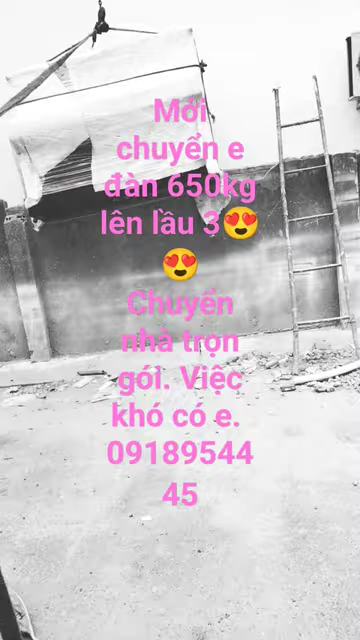 Mới
chuyển e
đàn 650kg
lên lầu 3😍
😍
Chuyển
nhà trọn
gói. Việc
khó có e.
09189544
45